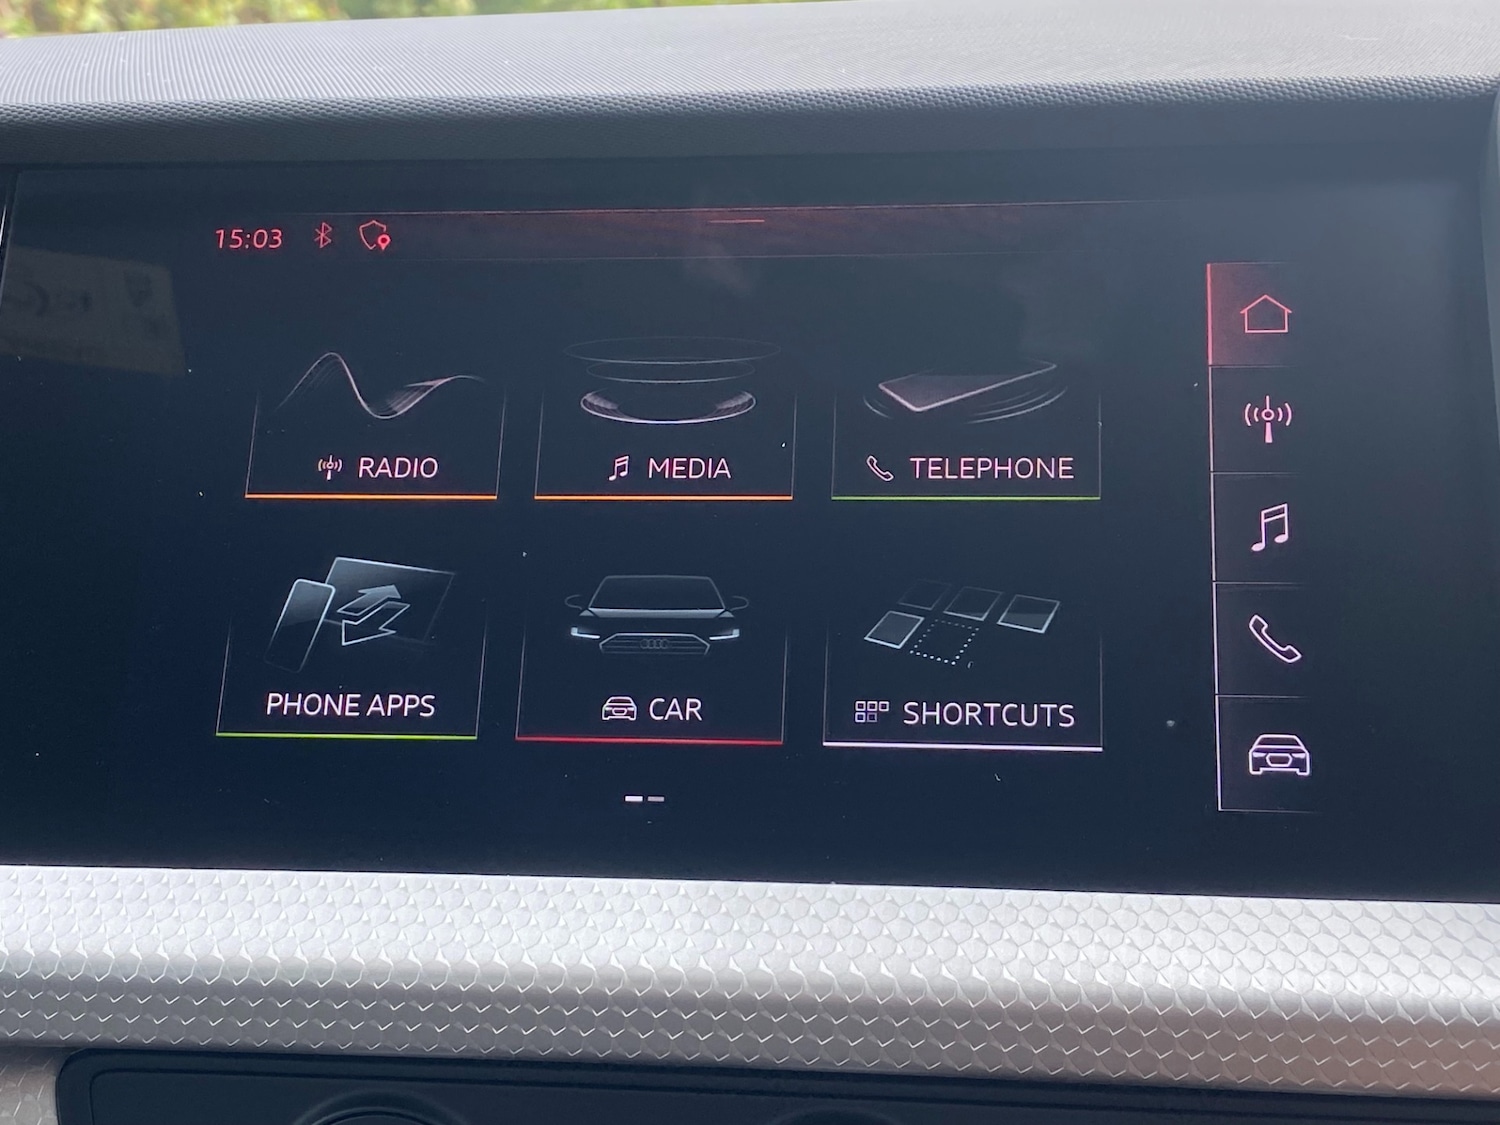 15:03
RADIO
MEDIA
TELEPHONE
PHONE APPS
CAR
SHORTCUTS